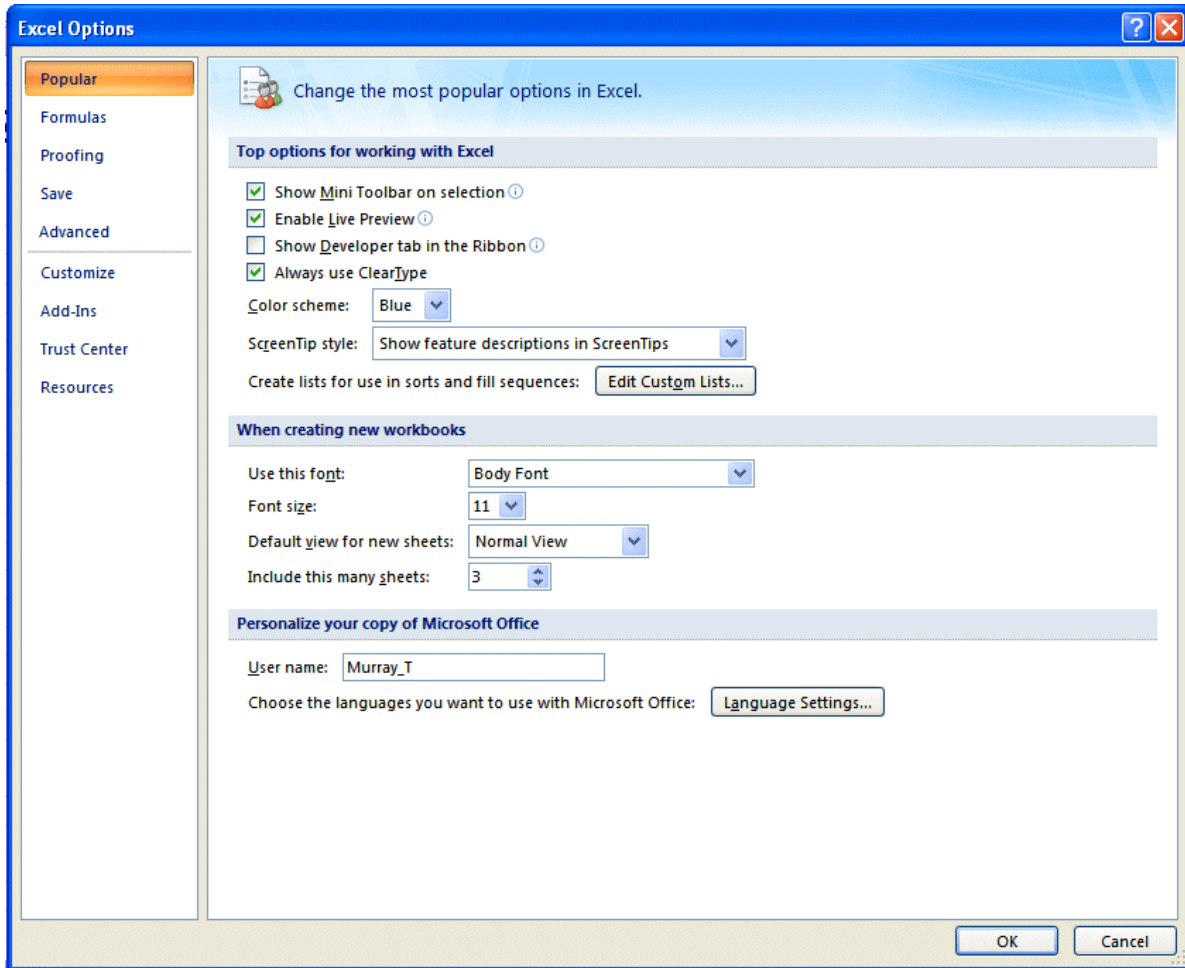 Excel Options
Popular
Formulas
Proofing
Save
Advanced
Customize
Add-Ins
Trust Center
Resources
Change the most popular options in Excel.
Top options for working with Excel
Show Mini Toolbar on selection
Enable Live Preview
Show Developer tab in the Ribbon
Always use ClearType
Color scheme: Blue
ScreenTip style: Show feature descriptions in ScreenTips
Create lists for use in sorts and fill sequences: Edit Custom Lists...
When creating new workbooks
Use this font: Body Font
Font size: 11
Default view for new sheets: Normal View
Include this many sheets: 3
Personalize your copy of Microsoft Office
User name: Murray_T
Choose the languages you want to use with Microsoft Office: Language Settings...
OK Cancel